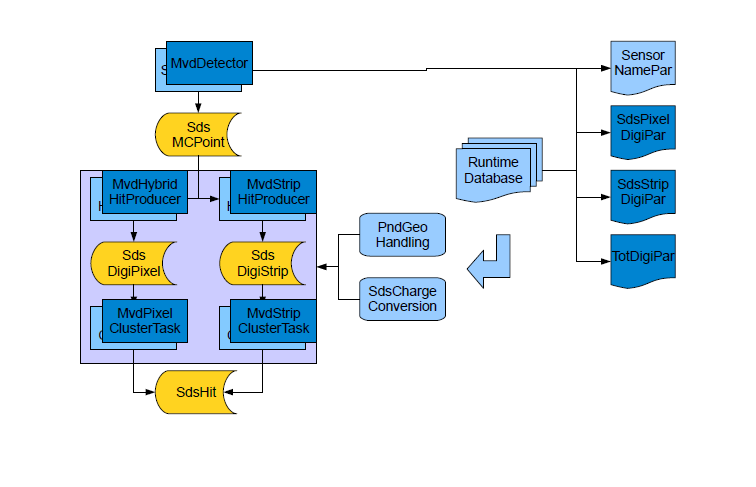 MvdDetector
Sds
MCPoint
MvdHybrid
HitProducer
MvdStrip
HitProducer
Sds
DigiPixel
Sds
DigiStrip
MvdPixel
ClusterTask
MvdStrip
ClusterTask
SdsHit
PndGeo
Handling
SdsCharge
Conversion
Runtime
Database
Sensor
NamePar
SdsPixel
DigiPar
SdsStrip
DigiPar
TotDigiPar